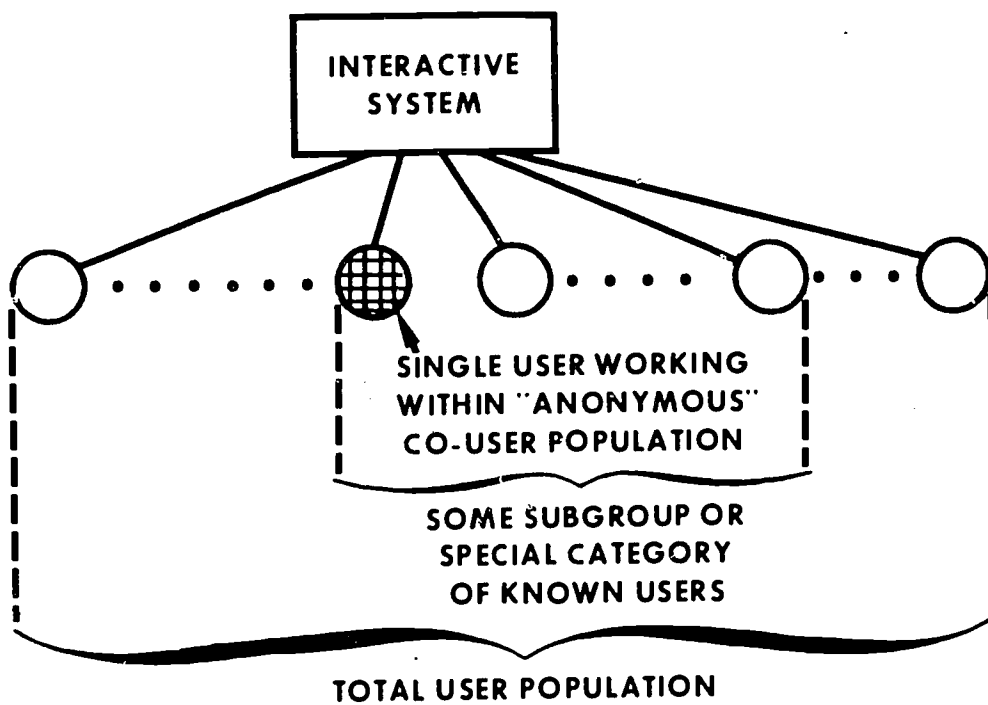 INTERACTIVE
SYSTEM
SINGLE USER WORKING
WITHIN "ANONYMOUS"
CO-USER POPULATION
SOME SUBGROUP OR
SPECIAL CATEGORY
OF KNOWN USERS
TOTAL USER POPULATION